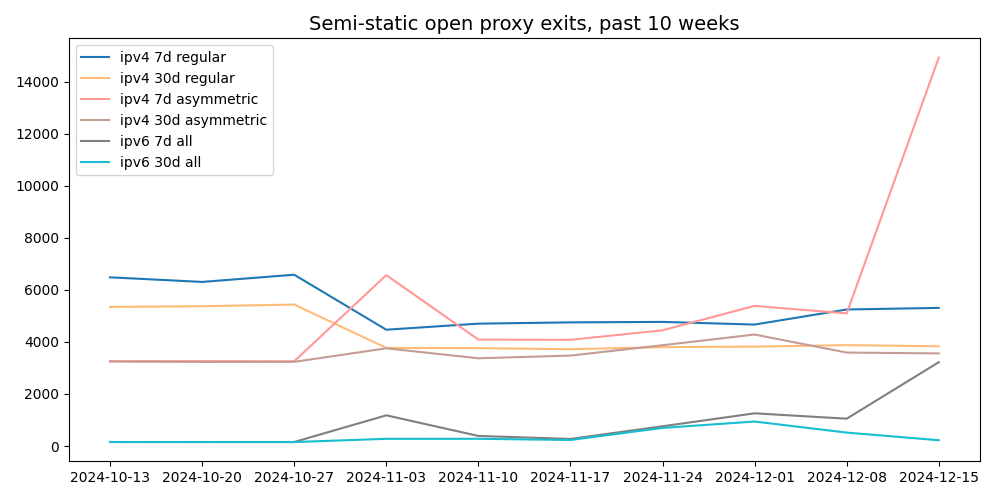 Semi-static open proxy exits, past 10 weeks
ipv4 7d regular
ipv4 30d regular
ipv4 7d asymmetric
ipv4 30d asymmetric
ipv6 7d all
ipv6 30d all
14000
12000
10000
8000
6000
4000
2000
0
2024-10-13 2024-10-20 2024-10-27 2024-11-03 2024-11-10 2024-11-17 2024-11-24 2024-12-01 2024-12-08 2024-12-15